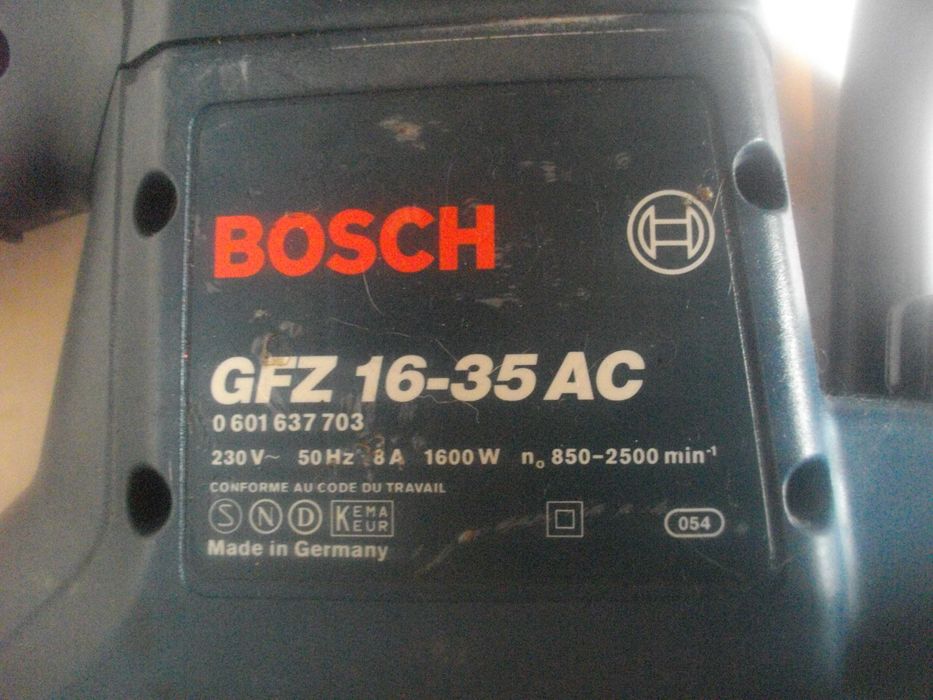 BOSCH
GFZ 16-35 AC
0 601 637 703
230 V~ 50 Hz 8 A 1600 W n₀ 850–2500 min⁻¹
CONFORME AU CODE DU TRAVAIL
S N D KEMA EUR
Made in Germany
054